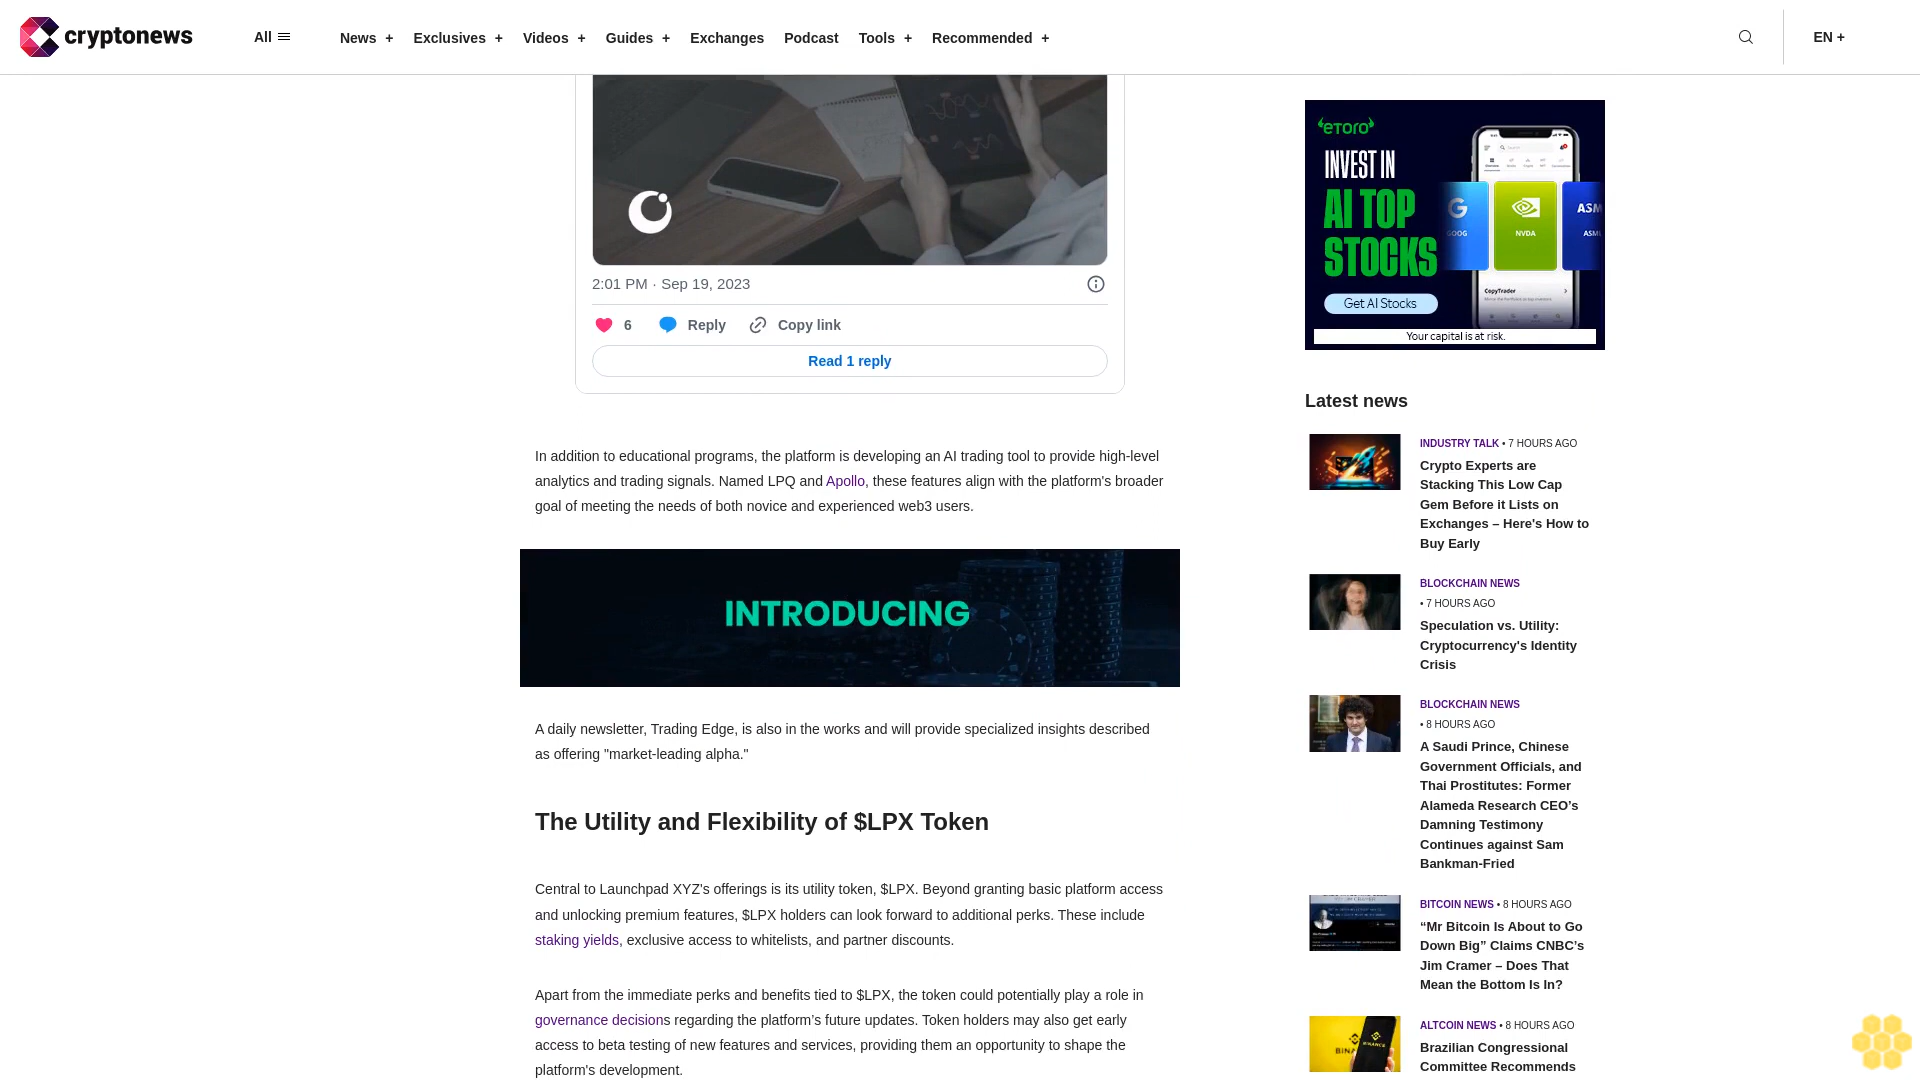 cryptonews
All
News + Exclusives + Videos + Guides + Exchanges Podcast Tools + Recommended +
EN +
2:01 PM · Sep 19, 2023
6 Reply Copy link
Read 1 reply
In addition to educational programs, the platform is developing an AI trading tool to provide high-level
analytics and trading signals. Named LPQ and Apollo, these features align with the platform's broader
goal of meeting the needs of both novice and experienced web3 users.
INTRODUCING
A daily newsletter, Trading Edge, is also in the works and will provide specialized insights described
as offering "market-leading alpha."
The Utility and Flexibility of $LPX Token
Central to Launchpad XYZ's offerings is its utility token, $LPX. Beyond granting basic platform access
and unlocking premium features, $LPX holders can look forward to additional perks. These include
staking yields, exclusive access to whitelists, and partner discounts.
Apart from the immediate perks and benefits tied to $LPX, the token could potentially play a role in
governance decisions regarding the platform’s future updates. Token holders may also get early
access to beta testing of new features and services, providing them an opportunity to shape the
platform's development.
eToro
INVEST IN
AI TOP
STOCKS
GOOG
NVDA
ASM
ASML
CopyTrader
Get AI Stocks
Your capital is at risk.
Latest news
INDUSTRY TALK • 7 HOURS AGO
Crypto Experts are
Stacking This Low Cap
Gem Before it Lists on
Exchanges – Here's How to
Buy Early
BLOCKCHAIN NEWS
• 7 HOURS AGO
Speculation vs. Utility:
Cryptocurrency's Identity
Crisis
BLOCKCHAIN NEWS
• 8 HOURS AGO
A Saudi Prince, Chinese
Government Officials, and
Thai Prostitutes: Former
Alameda Research CEO’s
Damning Testimony
Continues against Sam
Bankman-Fried
BITCOIN NEWS • 8 HOURS AGO
“Mr Bitcoin Is About to Go
Down Big” Claims CNBC’s
Jim Cramer – Does That
Mean the Bottom Is In?
ALTCOIN NEWS • 8 HOURS AGO
Brazilian Congressional
Committee Recommends